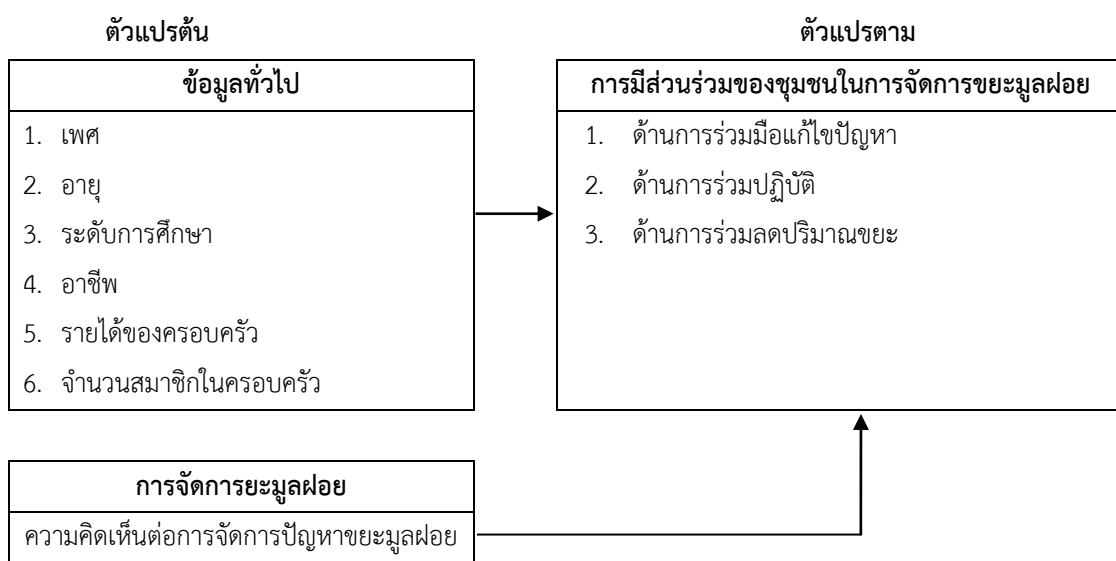 ตัวแปรต้น
ตัวแปรตาม
ข้อมูลทั่วไป
1. เพศ
2. อายุ
3. ระดับการศึกษา
4. อาชีพ
5. รายได้ของครอบครัว
6. จำนวนสมาชิกในครอบครัว
การมีส่วนร่วมของชุมชนในการจัดการขยะมูลฝอย
1. ด้านการร่วมมือแก้ไขปัญหา
2. ด้านการร่วมปฏิบัติ
3. ด้านการร่วมลดปริมาณขยะ
การจัดการยะมูลฝอย
ความคิดเห็นต่อการจัดการปัญหาขยะมูลฝอย